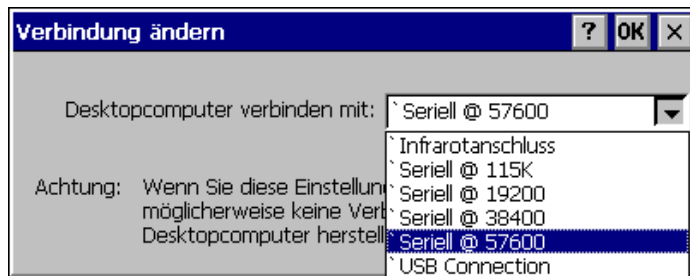 Verbindung ändern ? OK ×
Desktopcomputer verbinden mit: `Seriell @ 57600
`Infrarotanschluss
`Seriell @ 115K
Achtung: Wenn Sie diese Einstellun `Seriell @ 19200
möglicherweise keine Verb `Seriell @ 38400
Desktopcomputer herstell `Seriell @ 57600
`USB Connection